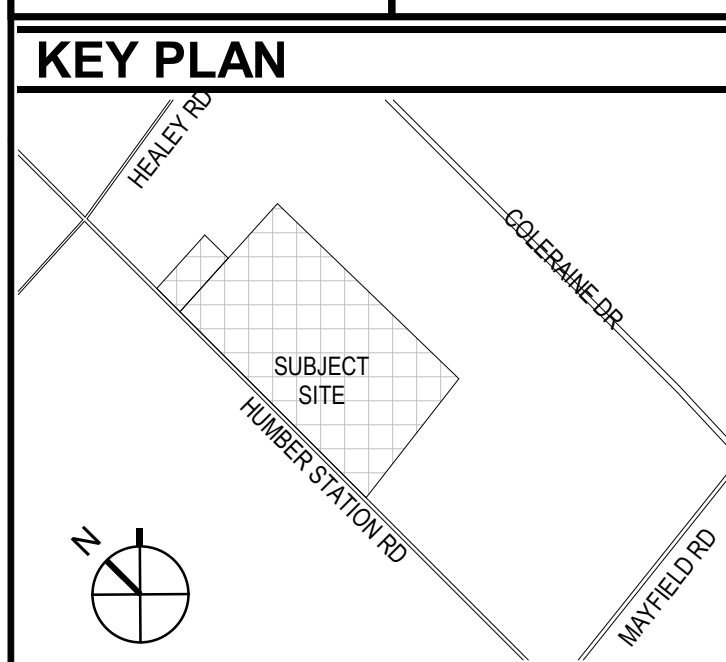 KEY PLAN
HEALEY RD
COLERAINE DR
SUBJECT
SITE
HUMBER STATION RD
N
MAYFIELD RD